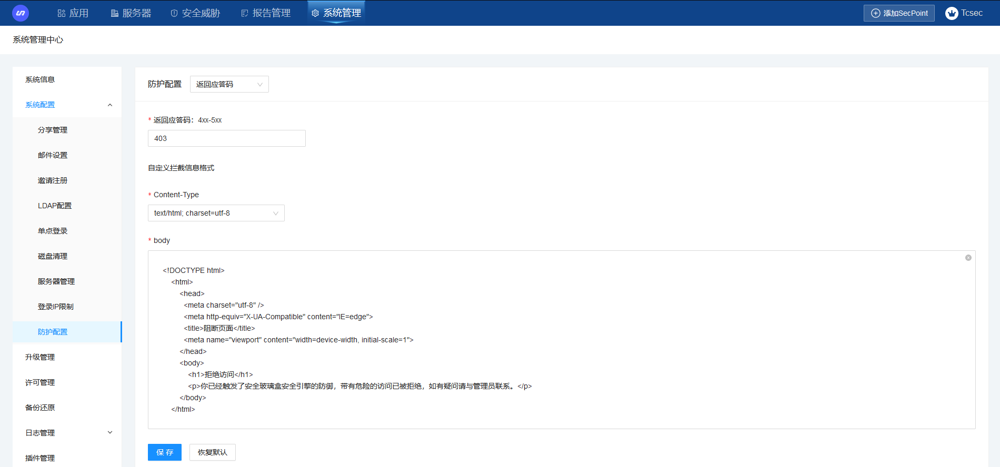 应用 服务器 安全威胁 报告管理 系统管理 添加SecPoint Tcsec
系统管理中心
系统信息
系统配置
分享管理
邮件设置
邀请注册
LDAP配置
单点登录
磁盘清理
服务器管理
登录IP限制
防护配置
升级管理
许可管理
备份还原
日志管理
插件管理
防护配置 返回应答码
* 返回应答码：4xx-5xx
403
自定义拦截信息格式
* Content-Type
text/html; charset=utf-8
* body
<!DOCTYPE html>
<html>
<head>
<meta charset="utf-8" />
<meta http-equiv="X-UA-Compatible" content="IE=edge">
<title>阻断页面</title>
<meta name="viewport" content="width=device-width, initial-scale=1">
</head>
<body>
<h1>拒绝访问</h1>
<p>你已经触发了安全玻璃盒安全引擎的防御，带有危险的访问已被拒绝，如有疑问请与管理员联系。</p>
</body>
</html>
保 存 恢复默认